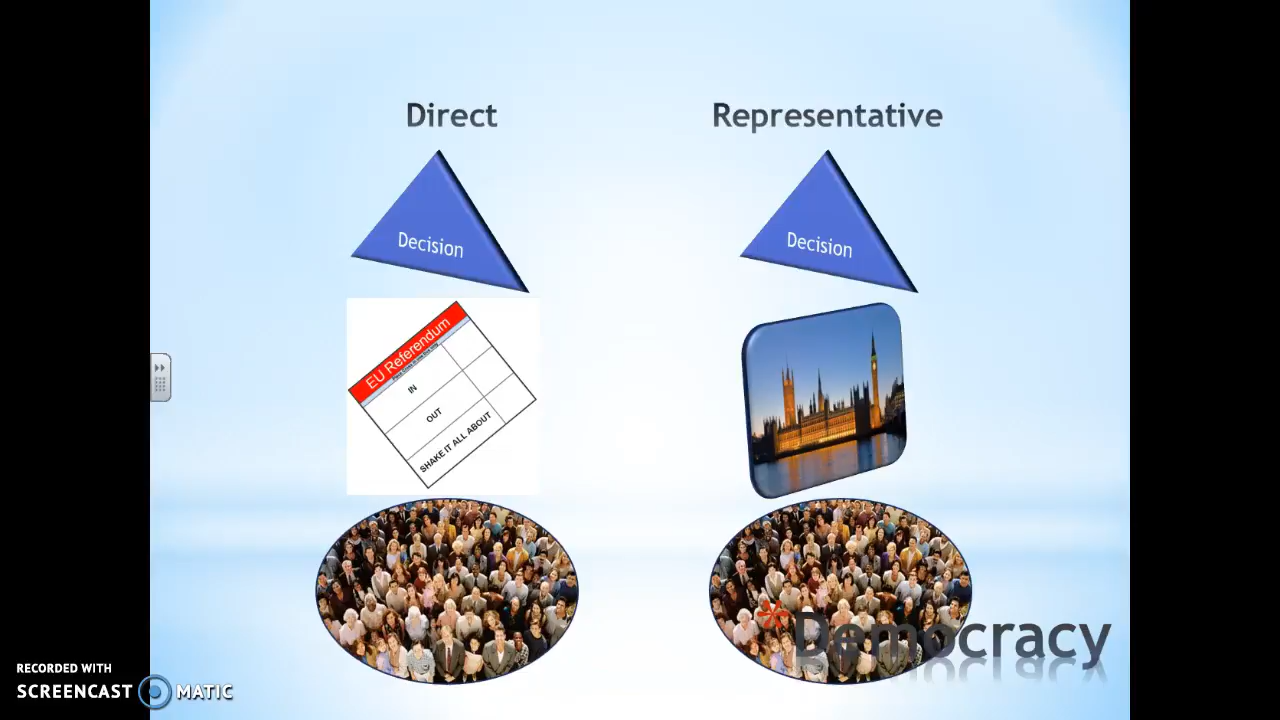 Direct
Representative
Decision
Decision
EU Referendum
IN
OUT
SHAKE IT ALL ABOUT
*Democracy
RECORDED WITH
SCREENCAST MATIC